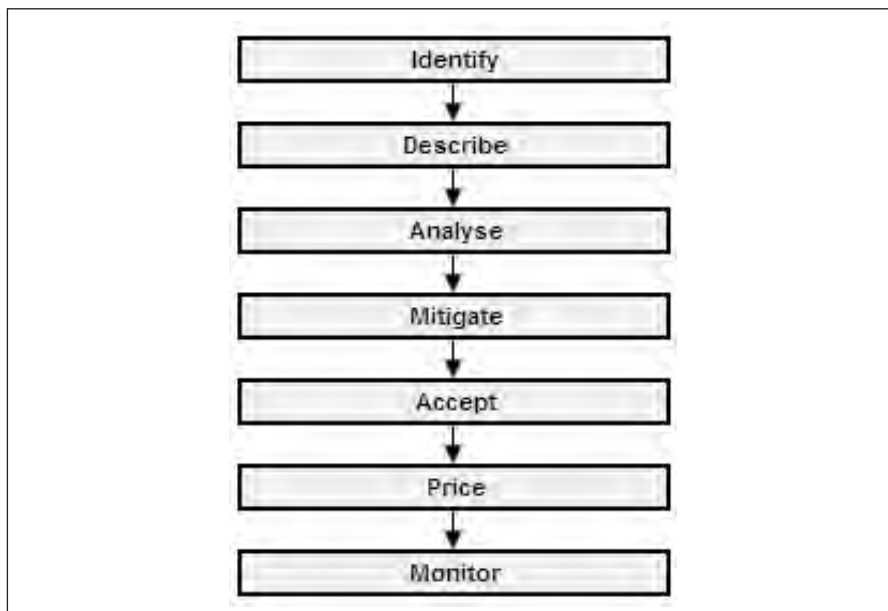 Identify
Describe
Analyse
Mitigate
Accept
Price
Monitor